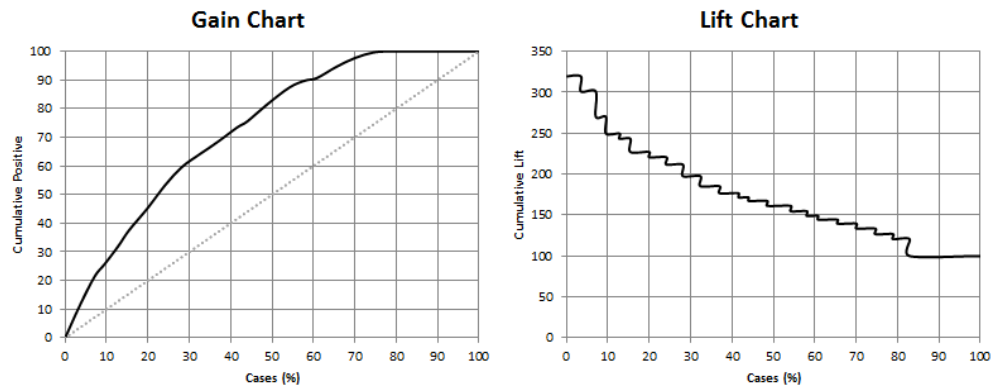 Gain Chart
Cumulative Positive
100
90
80
70
60
50
40
30
20
10
0
0 10 20 30 40 50 60 70 80 90 100
Cases (%)
Lift Chart
Cumulative Lift
350
300
250
200
150
100
50
0
0 10 20 30 40 50 60 70 80 90 100
Cases (%)